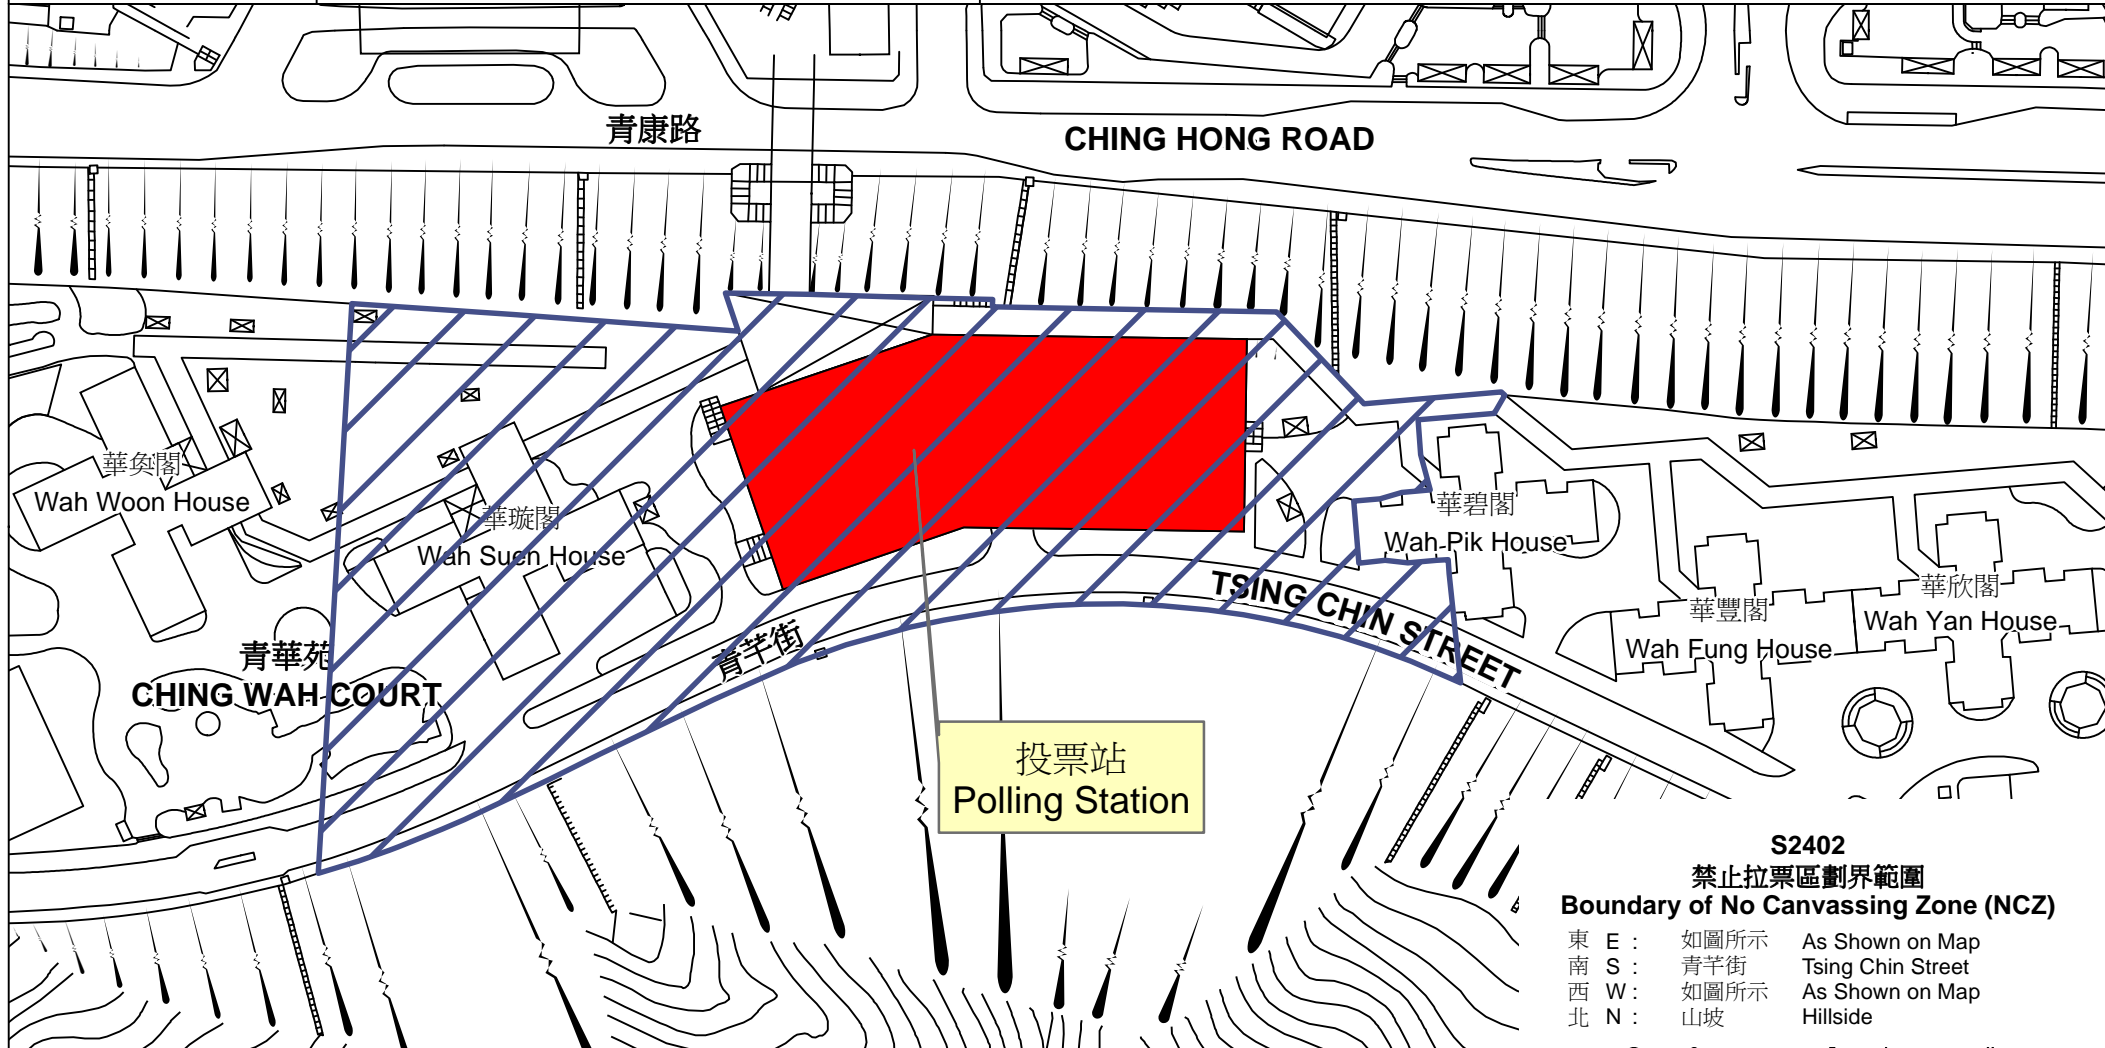 青康路
CHING HONG ROAD
華奐閣
Wah Woon House
華璇閣
Wah Suen House
華碧閣
Wah Pik House
華豐閣
Wah Fung House
華欣閣
Wah Yan House
青華苑
CHING WAH COURT
青芊街
TSING CHIN STREET
投票站
Polling Station
S2402
禁止拉票區劃界範圍
Boundary of No Canvassing Zone (NCZ)
東 E : 如圖所示 As Shown on Map
南 S : 青芊街 Tsing Chin Street
西 W : 如圖所示 As Shown on Map
北 N : 山坡 Hillside